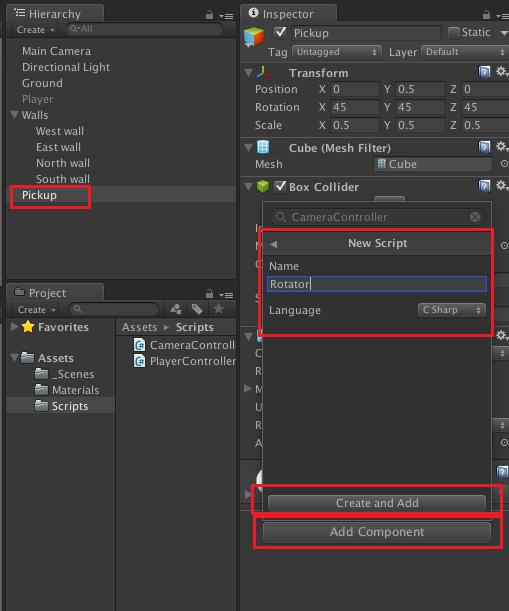 Hierarchy
Create
All
Main Camera
Directional Light
Ground
Player
Walls
West wall
East wall
North wall
South wall
Pickup
Project
Create
Favorites
Assets
_Scenes
Materials
Scripts
Assets Scripts
CameraControll
PlayerController
Inspector
Pickup Static
Tag Untagged Layer Default
Transform
Position X 0 Y 0.5 Z 0
Rotation X 45 Y 45 Z 45
Scale X 0.5 Y 0.5 Z 0.5
Cube (Mesh Filter)
Mesh Cube
Box Collider
CameraController
New Script
Name
Rotator
Language C Sharp
Create and Add
Add Component